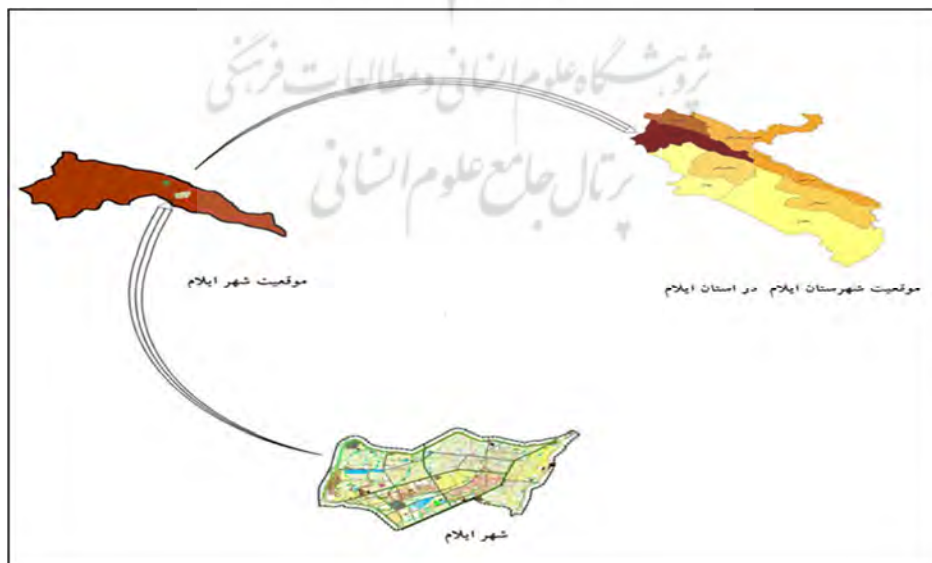 پژوهشگاه علوم انسانی و مطالعات فرهنگی
پرتال جامع علوم انسانی
موقعیت شهر ایلام
موقعیت شهرستان ایلام در استان ایلام
شهر ایلام